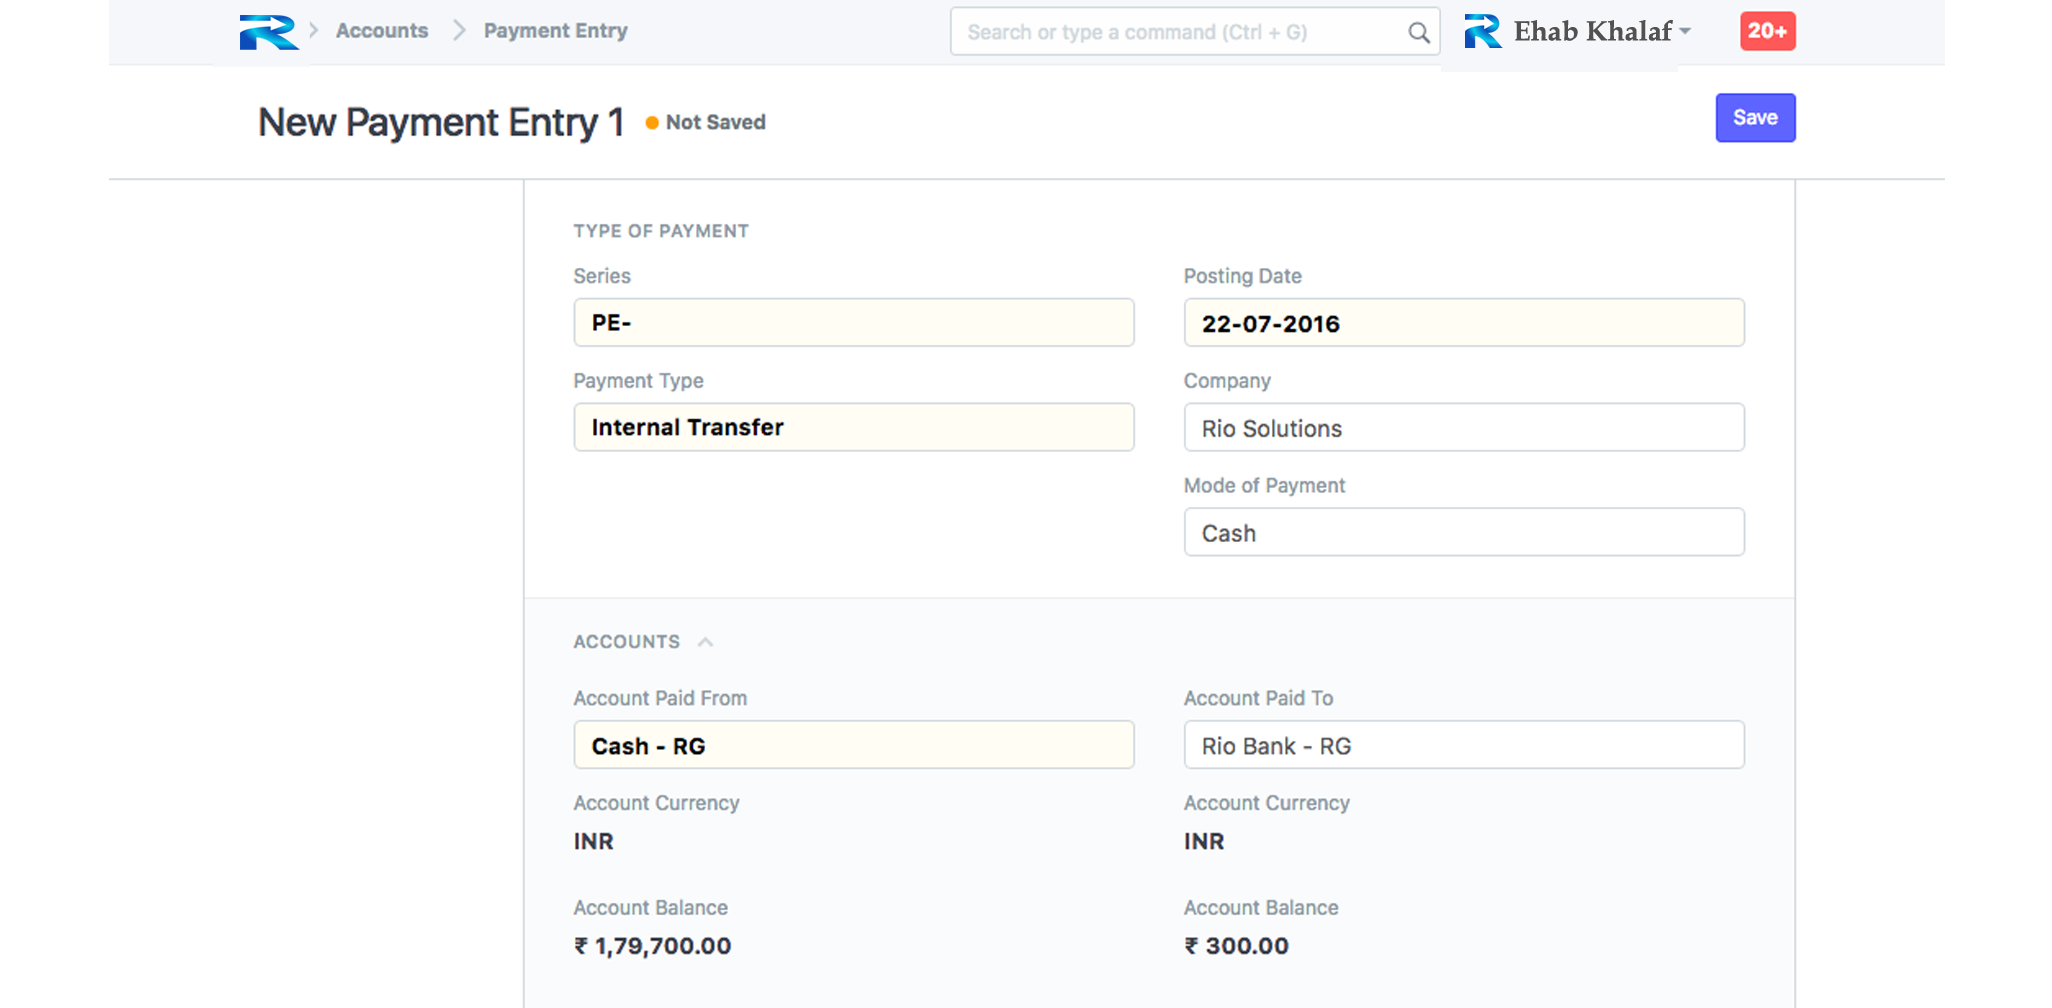 Accounts Payment Entry Search or type a command (Ctrl + G) Ehab Khalaf 20+
New Payment Entry 1 Not Saved Save
TYPE OF PAYMENT
Series Posting Date
PE- 22-07-2016
Payment Type Company
Internal Transfer Rio Solutions
Mode of Payment
Cash
ACCOUNTS
Account Paid From Account Paid To
Cash - RG Rio Bank - RG
Account Currency Account Currency
INR INR
Account Balance Account Balance
₹ 1,79,700.00 ₹ 300.00